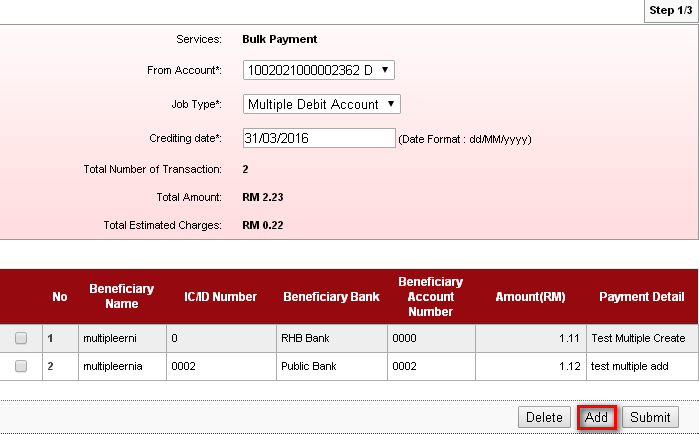 Step 1/3
Services: Bulk Payment
From Account*: 1002021000002362 D
Job Type*: Multiple Debit Account
Crediting date*: 31/03/2016 (Date Format : dd/MM/yyyy)
Total Number of Transaction: 2
Total Amount: RM 2.23
Total Estimated Charges: RM 0.22
No Beneficiary Name IC/ID Number Beneficiary Bank Beneficiary Account Number Amount(RM) Payment Detail
1 multipleerni 0 RHB Bank 0000 1.11 Test Multiple Create
2 multipleernia 0002 Public Bank 0002 1.12 test multiple add
Delete Add Submit